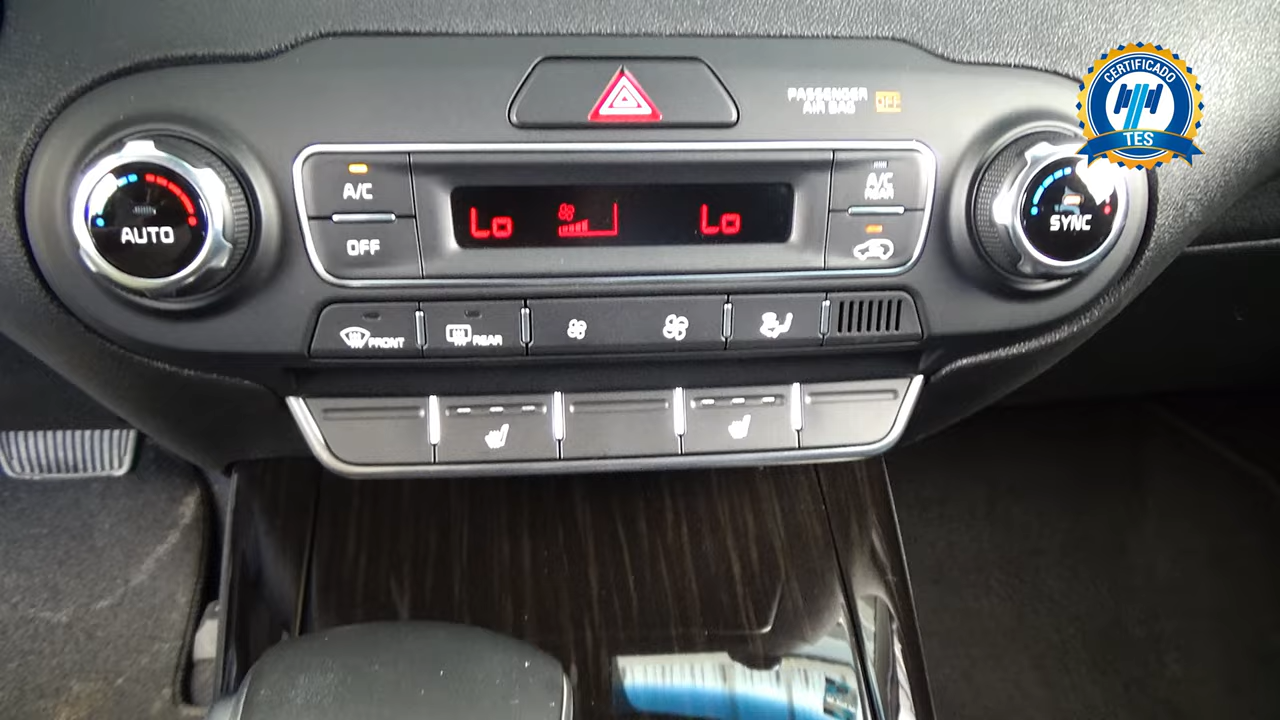 CERTIFICADO
TES
PASSENGER
AIR BAG OFF
A/C
OFF
Lo
Lo
A/C
REAR
AUTO
SYNC
FRONT
REAR